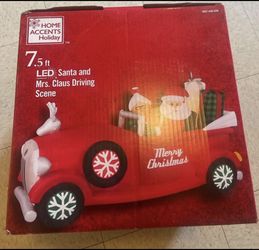 HOME
ACCENTS
Holiday
7.5 ft
LED Santa and
Mrs. Claus Driving
Scene
Merry
Christmas